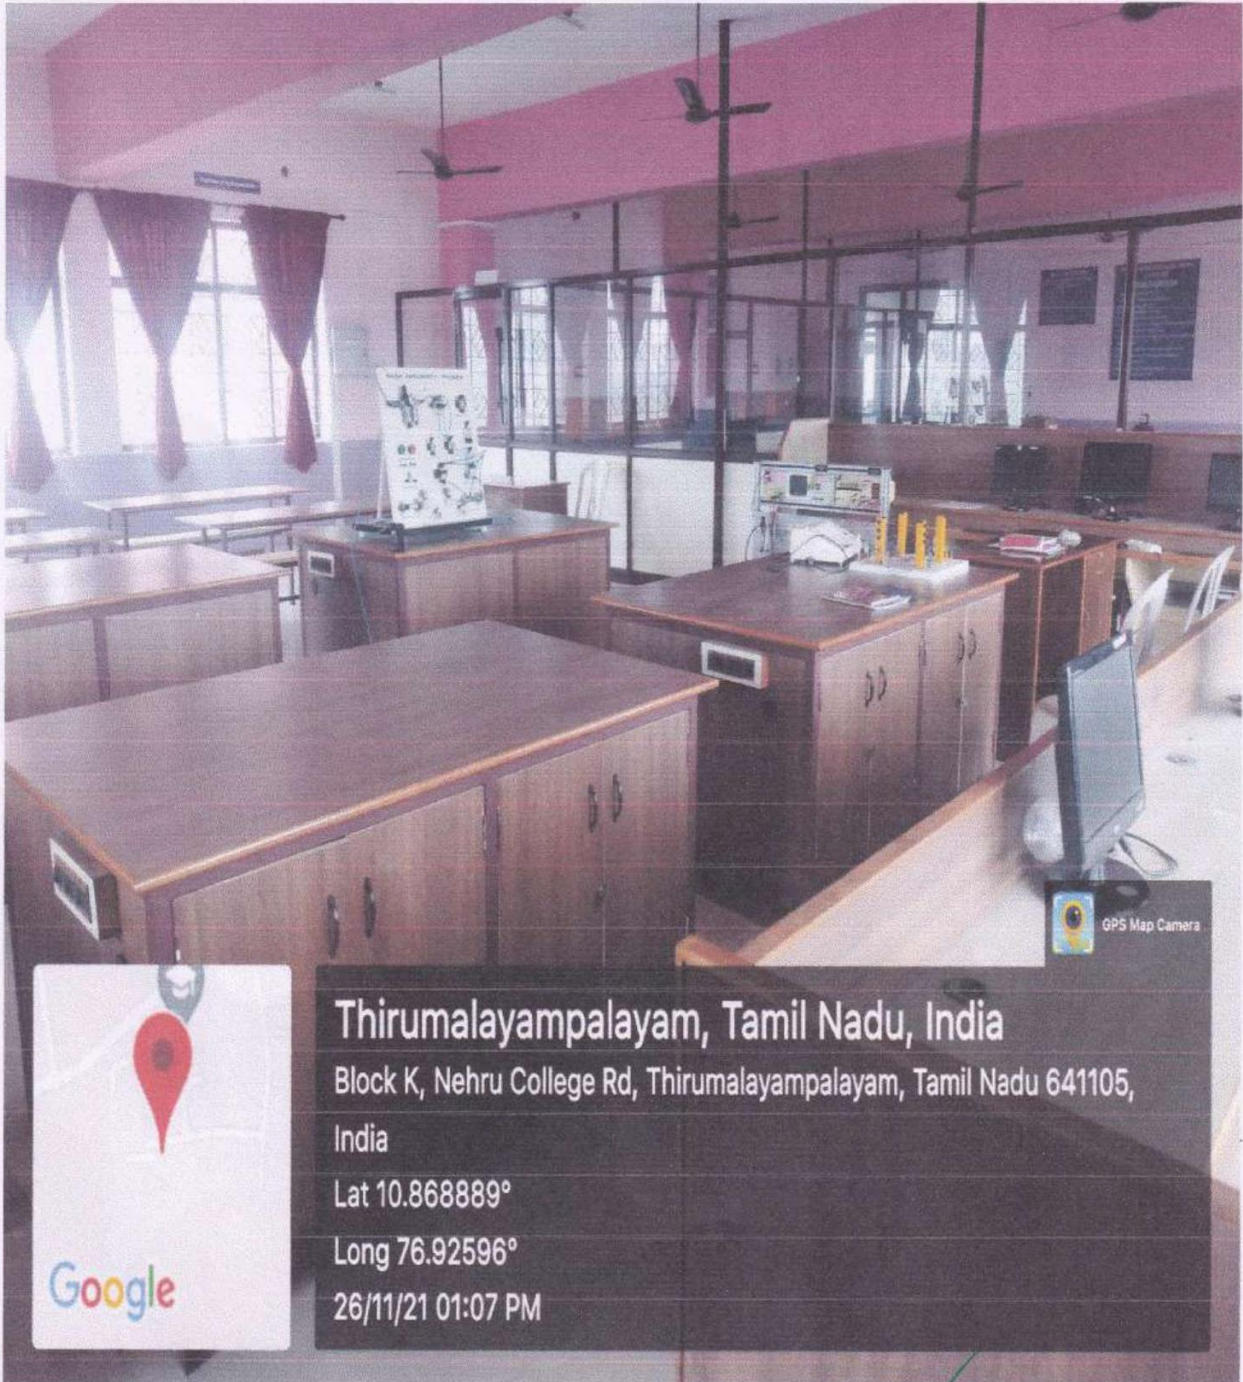 GPS Map Camera
Thirumalayampalayam, Tamil Nadu, India
Block K, Nehru College Rd, Thirumalayampalayam, Tamil Nadu 641105,
India
Lat 10.868889°
Long 76.92596°
26/11/21 01:07 PM
Google